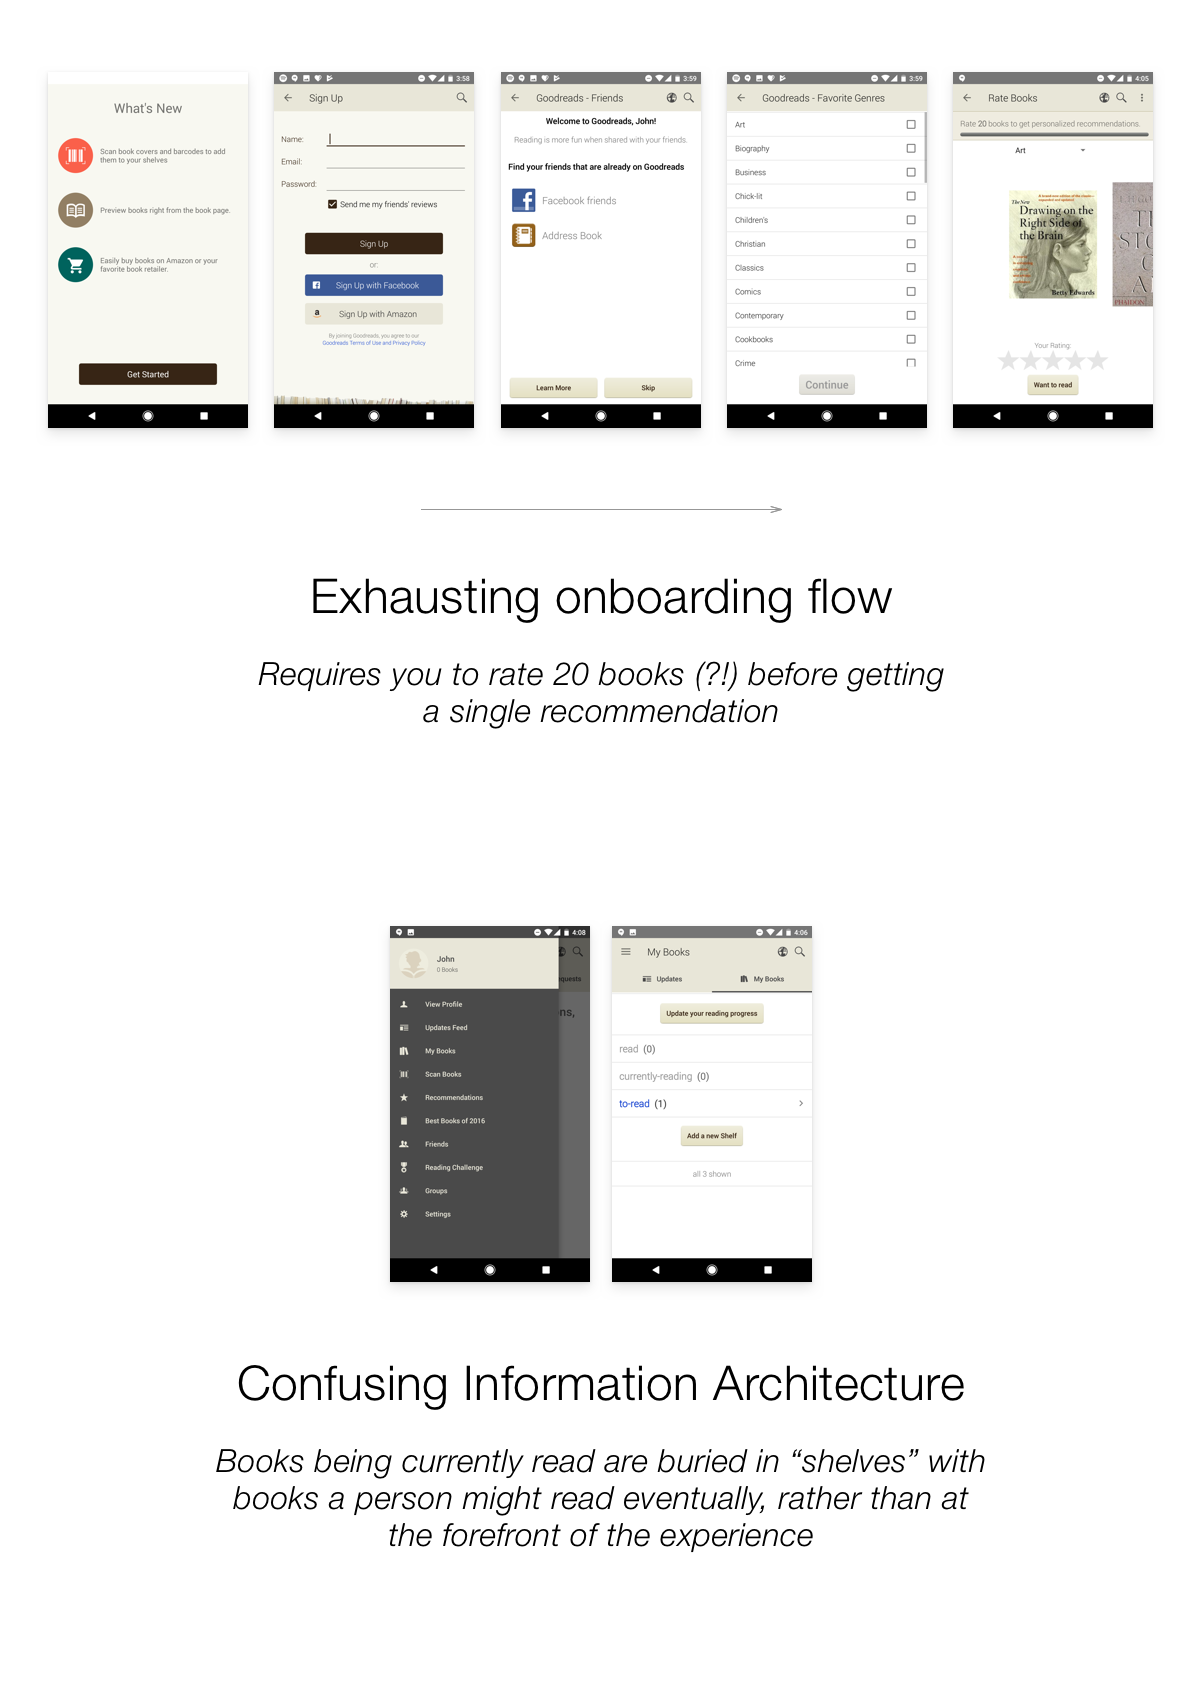 What's New
Scan book covers and barcodes to add
them to your shelves
Preview books right from the book page.
Easily buy books on Amazon or your
favorite book retailer.
Get Started
3:58
Sign Up
Name:
Email:
Password:
Send me my friends' reviews
Sign Up
or:
Sign Up with Facebook
a Sign Up with Amazon
By joining Goodreads, you agree to our
Goodreads Terms of Use and Privacy Policy
3:59
Goodreads - Friends
Welcome to Goodreads, John!
Reading is more fun when shared with your friends.
Find your friends that are already on Goodreads
Facebook friends
Address Book
Learn More
Skip
3:59
Goodreads - Favorite Genres
Art
Biography
Business
Chick-lit
Children's
Christian
Classics
Comics
Contemporary
Cookbooks
Crime
Continue
4:05
Rate Books
Rate 20 books to get personalized recommendations.
Art
The New
Drawing on the
Right Side of
the Brain
Betty Edwards
PHAIDON
Your Rating:
Want to read
Exhausting onboarding flow
Requires you to rate 20 books (?!) before getting
a single recommendation
4:08
John
0 Books
quests
ns,
View Profile
Updates Feed
My Books
Scan Books
Recommendations
Best Books of 2016
Friends
Reading Challenge
Groups
Settings
4:06
My Books
Updates
My Books
Update your reading progress
read (0)
currently-reading (0)
to-read (1)
Add a new Shelf
all 3 shown
Confusing Information Architecture
Books being currently read are buried in “shelves” with
books a person might read eventually, rather than at
the forefront of the experience